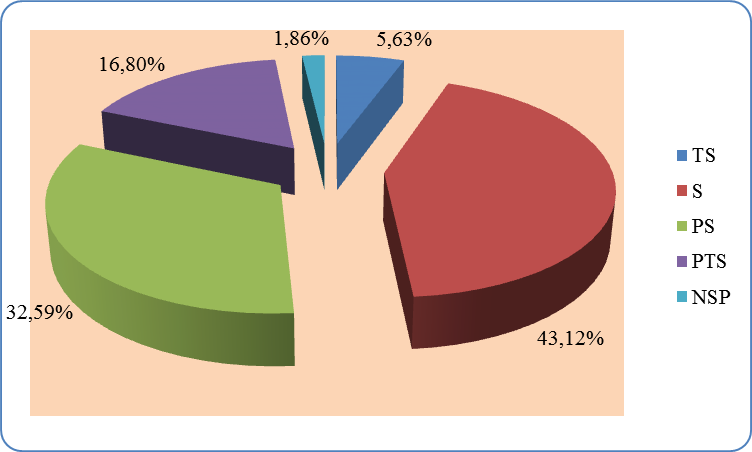 1,86%
5,63%
16,80%
32,59%
43,12%
TS
S
PS
PTS
NSP